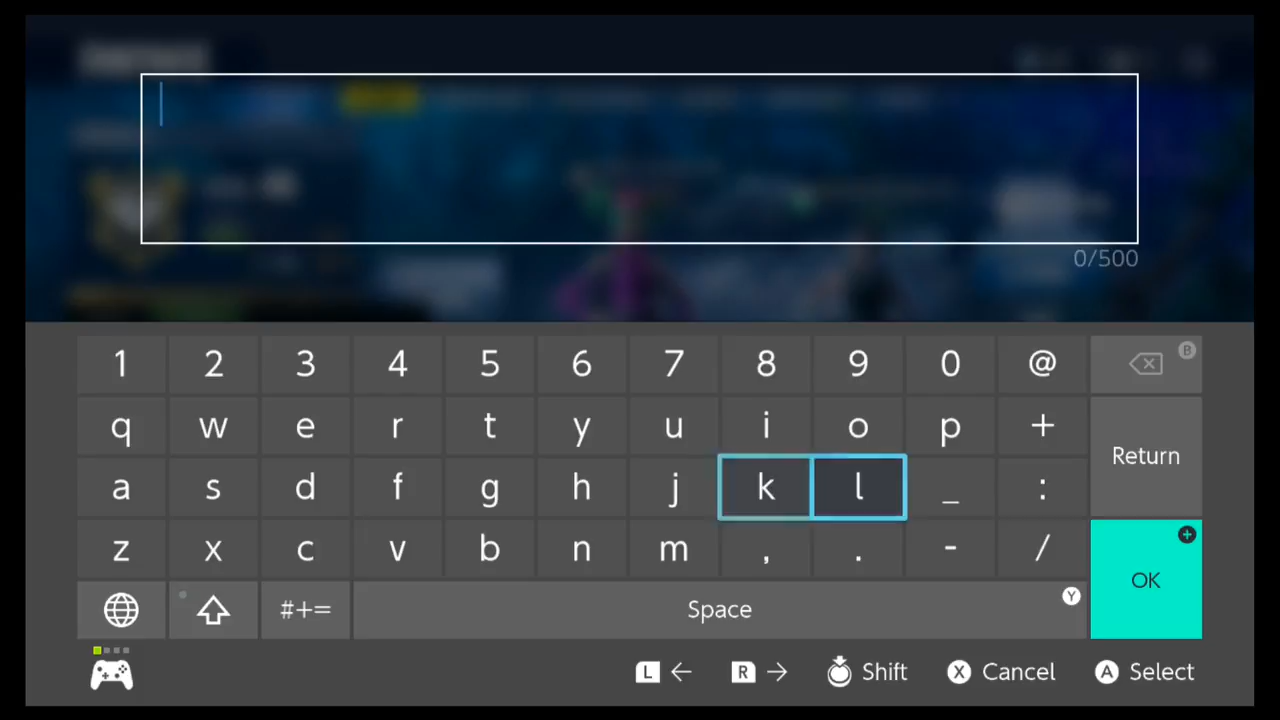 0/500
1 2 3 4 5 6 7 8 9 0 @ B
q w e r t y u i o p +
Return
a s d f g h j k l _ :
z x c v b n m , . - /
OK
#+= Space Y
L ← R → Shift X Cancel A Select